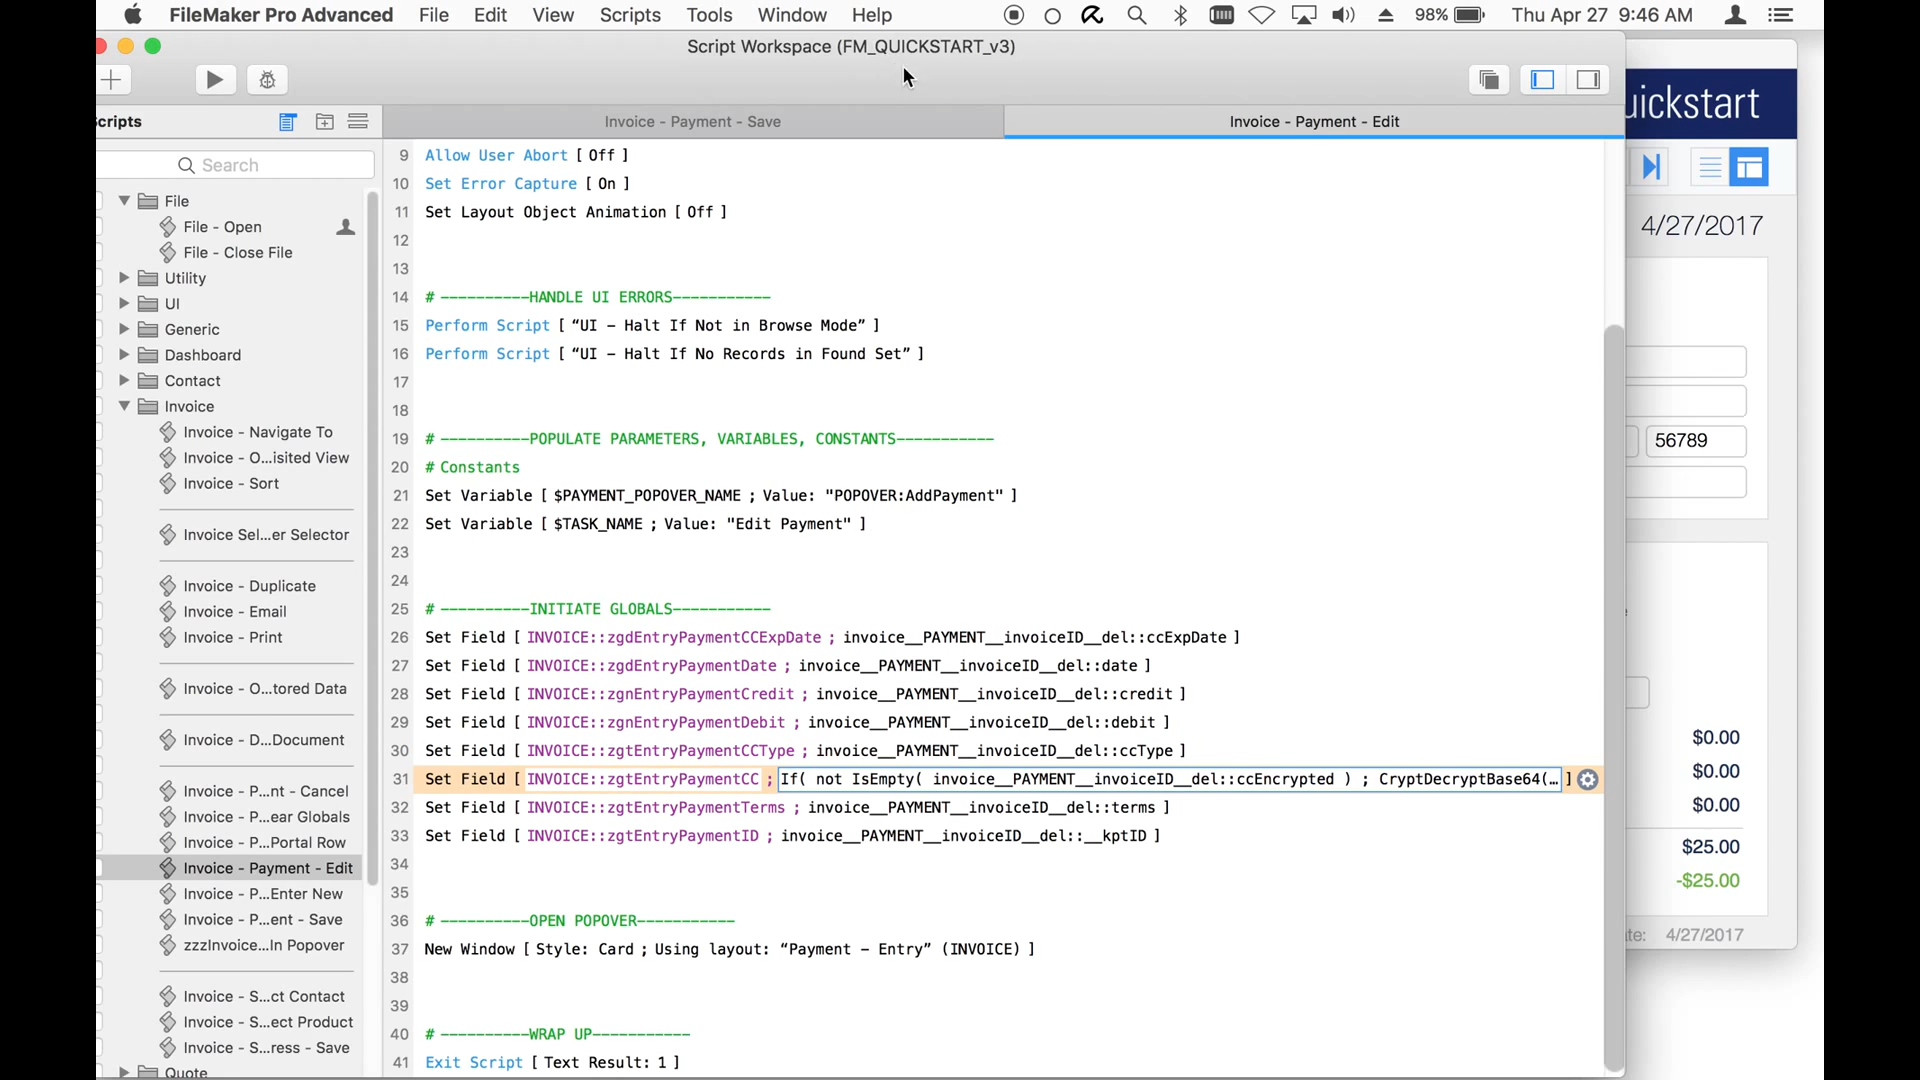 FileMaker Pro Advanced File Edit View Scripts Tools Window Help 98% Thu Apr 27 9:46 AM
Script Workspace (FM_QUICKSTART_v3)
uickstart
Invoice - Payment - Save
Invoice - Payment - Edit
Search
File
File - Open
File - Close File
Utility
UI
Generic
Dashboard
Contact
Invoice
Invoice - Navigate To
Invoice - O...isited View
Invoice - Sort
Invoice Sel...er Selector
Invoice - Duplicate
Invoice - Email
Invoice - Print
Invoice - O...tored Data
Invoice - D...Document
Invoice - P...nt - Cancel
Invoice - P...ear Globals
Invoice - P...Portal Row
Invoice - Payment - Edit
Invoice - P...Enter New
Invoice - P...ent - Save
zzzInvoice...In Popover
Invoice - S...ct Contact
Invoice - S...ect Product
Invoice - S...ress - Save
Quote
9 Allow User Abort [ Off ]
10 Set Error Capture [ On ]
11 Set Layout Object Animation [ Off ]
12
13
14 # ----------HANDLE UI ERRORS-----------
15 Perform Script [ “UI – Halt If Not in Browse Mode” ]
16 Perform Script [ “UI – Halt If No Records in Found Set” ]
17
18
19 # ----------POPULATE PARAMETERS, VARIABLES, CONSTANTS-----------
20 # Constants
21 Set Variable [ $PAYMENT_POPOVER_NAME ; Value: "POPOVER:AddPayment" ]
22 Set Variable [ $TASK_NAME ; Value: "Edit Payment" ]
23
24
25 # ----------INITIATE GLOBALS-----------
26 Set Field [ INVOICE::zgdEntryPaymentCCExpDate ; invoice__PAYMENT__invoiceID__del::ccExpDate ]
27 Set Field [ INVOICE::zgdEntryPaymentDate ; invoice__PAYMENT__invoiceID__del::date ]
28 Set Field [ INVOICE::zgnEntryPaymentCredit ; invoice__PAYMENT__invoiceID__del::credit ]
29 Set Field [ INVOICE::zgnEntryPaymentDebit ; invoice__PAYMENT__invoiceID__del::debit ]
30 Set Field [ INVOICE::zgtEntryPaymentCCType ; invoice__PAYMENT__invoiceID__del::ccType ]
31 Set Field [ INVOICE::zgtEntryPaymentCC ; If( not IsEmpty( invoice__PAYMENT__invoiceID__del::ccEncrypted ) ; CryptDecryptBase64(… ]
32 Set Field [ INVOICE::zgtEntryPaymentTerms ; invoice__PAYMENT__invoiceID__del::terms ]
33 Set Field [ INVOICE::zgtEntryPaymentID ; invoice__PAYMENT__invoiceID__del::__kptID ]
34
35
36 # ----------OPEN POPOVER-----------
37 New Window [ Style: Card ; Using layout: “Payment – Entry” (INVOICE) ]
38
39
40 # ----------WRAP UP-----------
41 Exit Script [ Text Result: 1 ]
4/27/2017
56789
$0.00
$0.00
$0.00
$25.00
-$25.00
4/27/2017